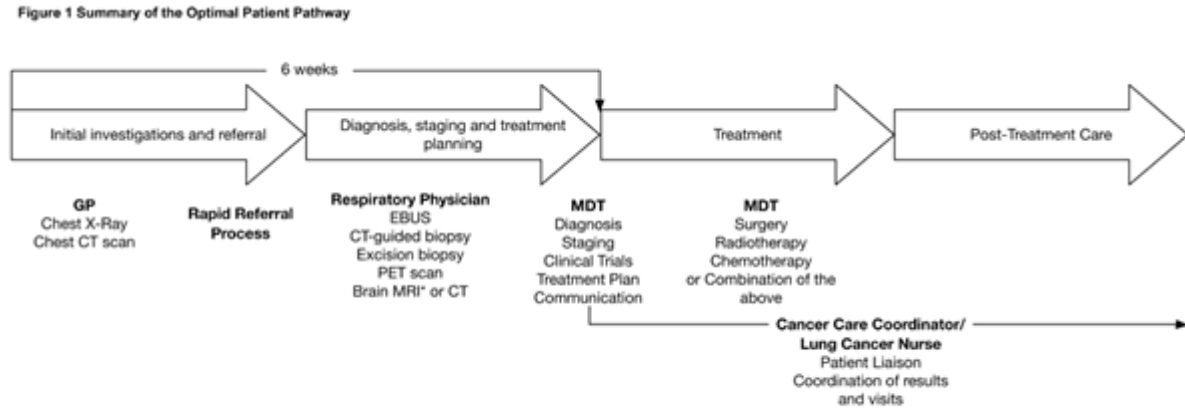 Figure 1 Summary of the Optimal Patient Pathway
6 weeks
Initial investigations and referral
Diagnosis, staging and treatment
planning
Treatment
Post-Treatment Care
GP
Chest X-Ray
Chest CT scan
Rapid Referral
Process
Respiratory Physician
EBUS
CT-guided biopsy
Excision biopsy
PET scan
Brain MRI* or CT
MDT
Diagnosis
Staging
Clinical Trials
Treatment Plan
Communication
MDT
Surgery
Radiotherapy
Chemotherapy
or Combination of the
above
Cancer Care Coordinator/
Lung Cancer Nurse
Patient Liaison
Coordination of results
and visits